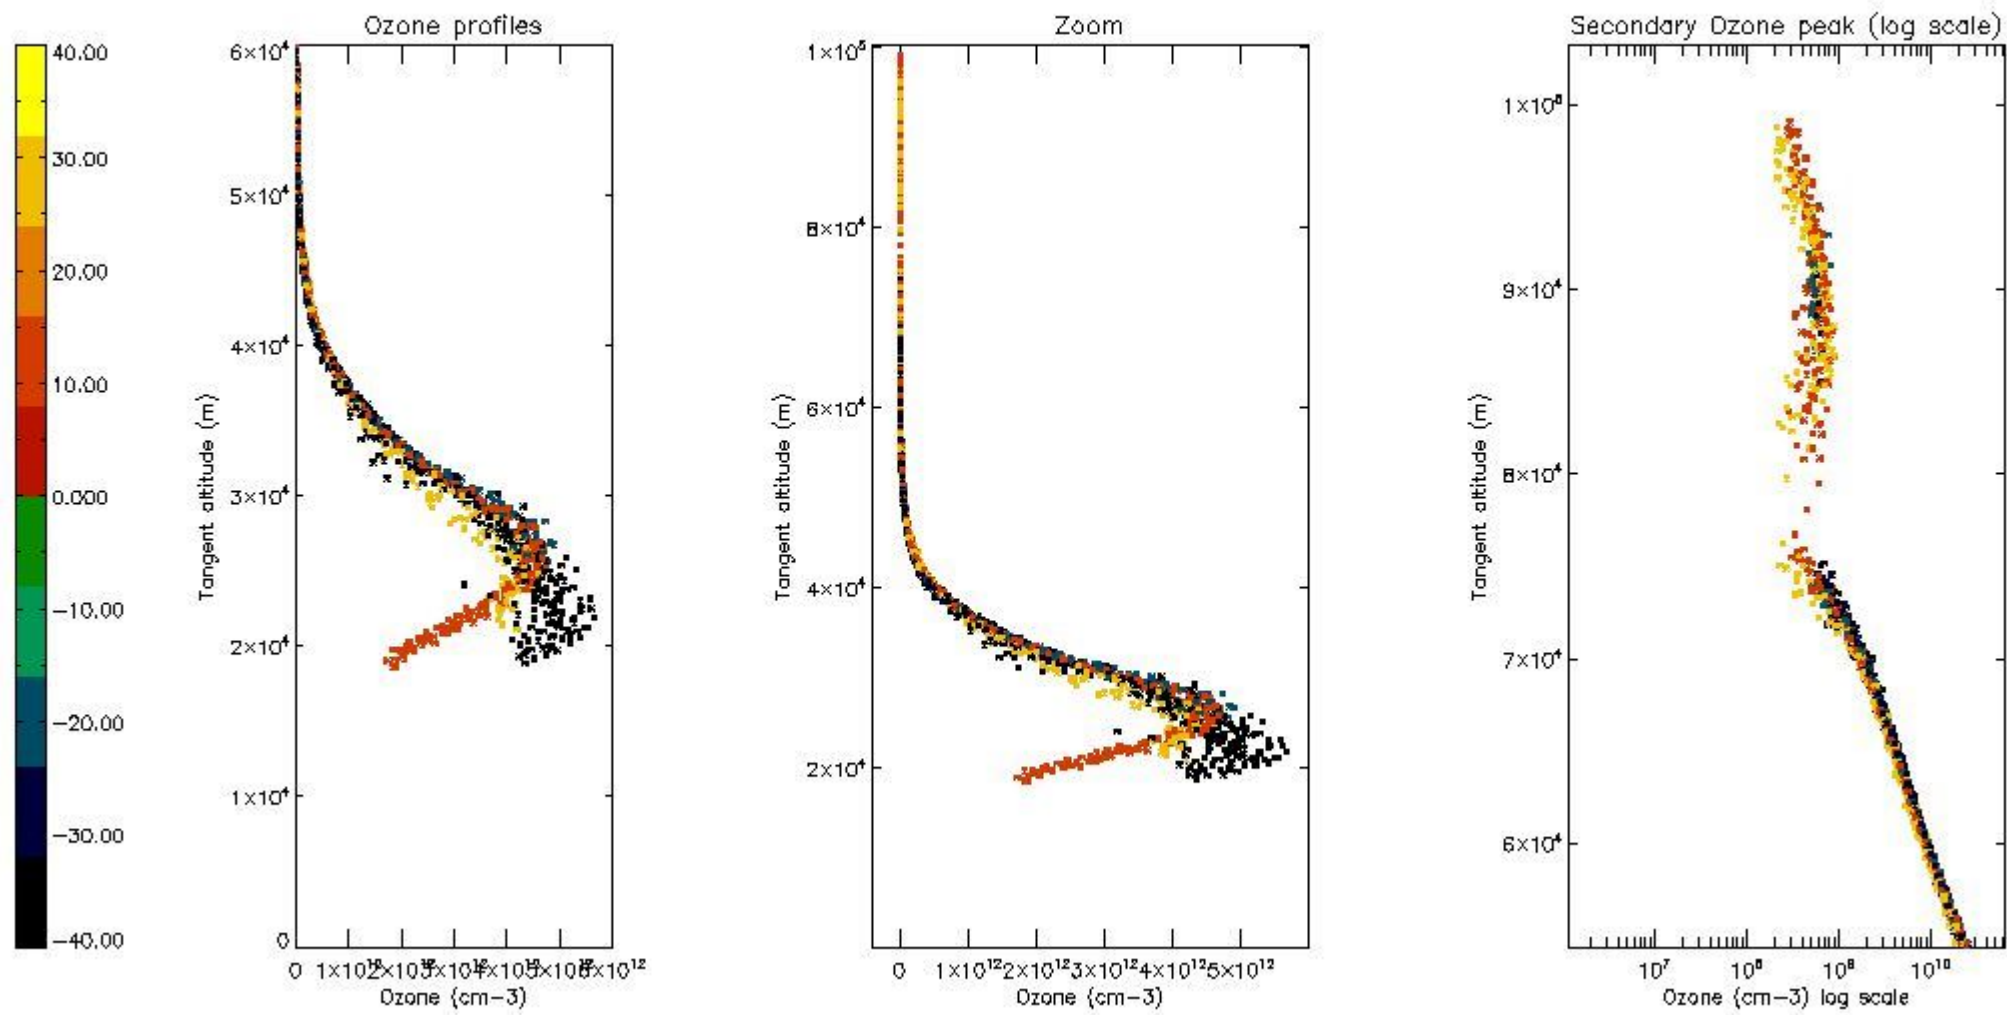 Ozone profiles
Zoom
Secondary Ozone peak (log scale)
40.00
30.00
20.00
10.00
0.000
−10.00
−20.00
−30.00
−40.00
6×10⁴
5×10⁴
4×10⁴
3×10⁴
2×10⁴
1×10⁴
0
Tangent altitude (m)
0
Ozone (cm−3)
1×10⁵
8×10⁴
6×10⁴
4×10⁴
2×10⁴
Tangent altitude (m)
0 1×10¹² 2×10¹² 3×10¹² 4×10¹² 5×10¹²
Ozone (cm−3)
9×10⁴
8×10⁴
7×10⁴
6×10⁴
Tangent altitude (m)
10⁷ 10⁸ 10⁹ 10¹⁰
Ozone (cm−3) log scale